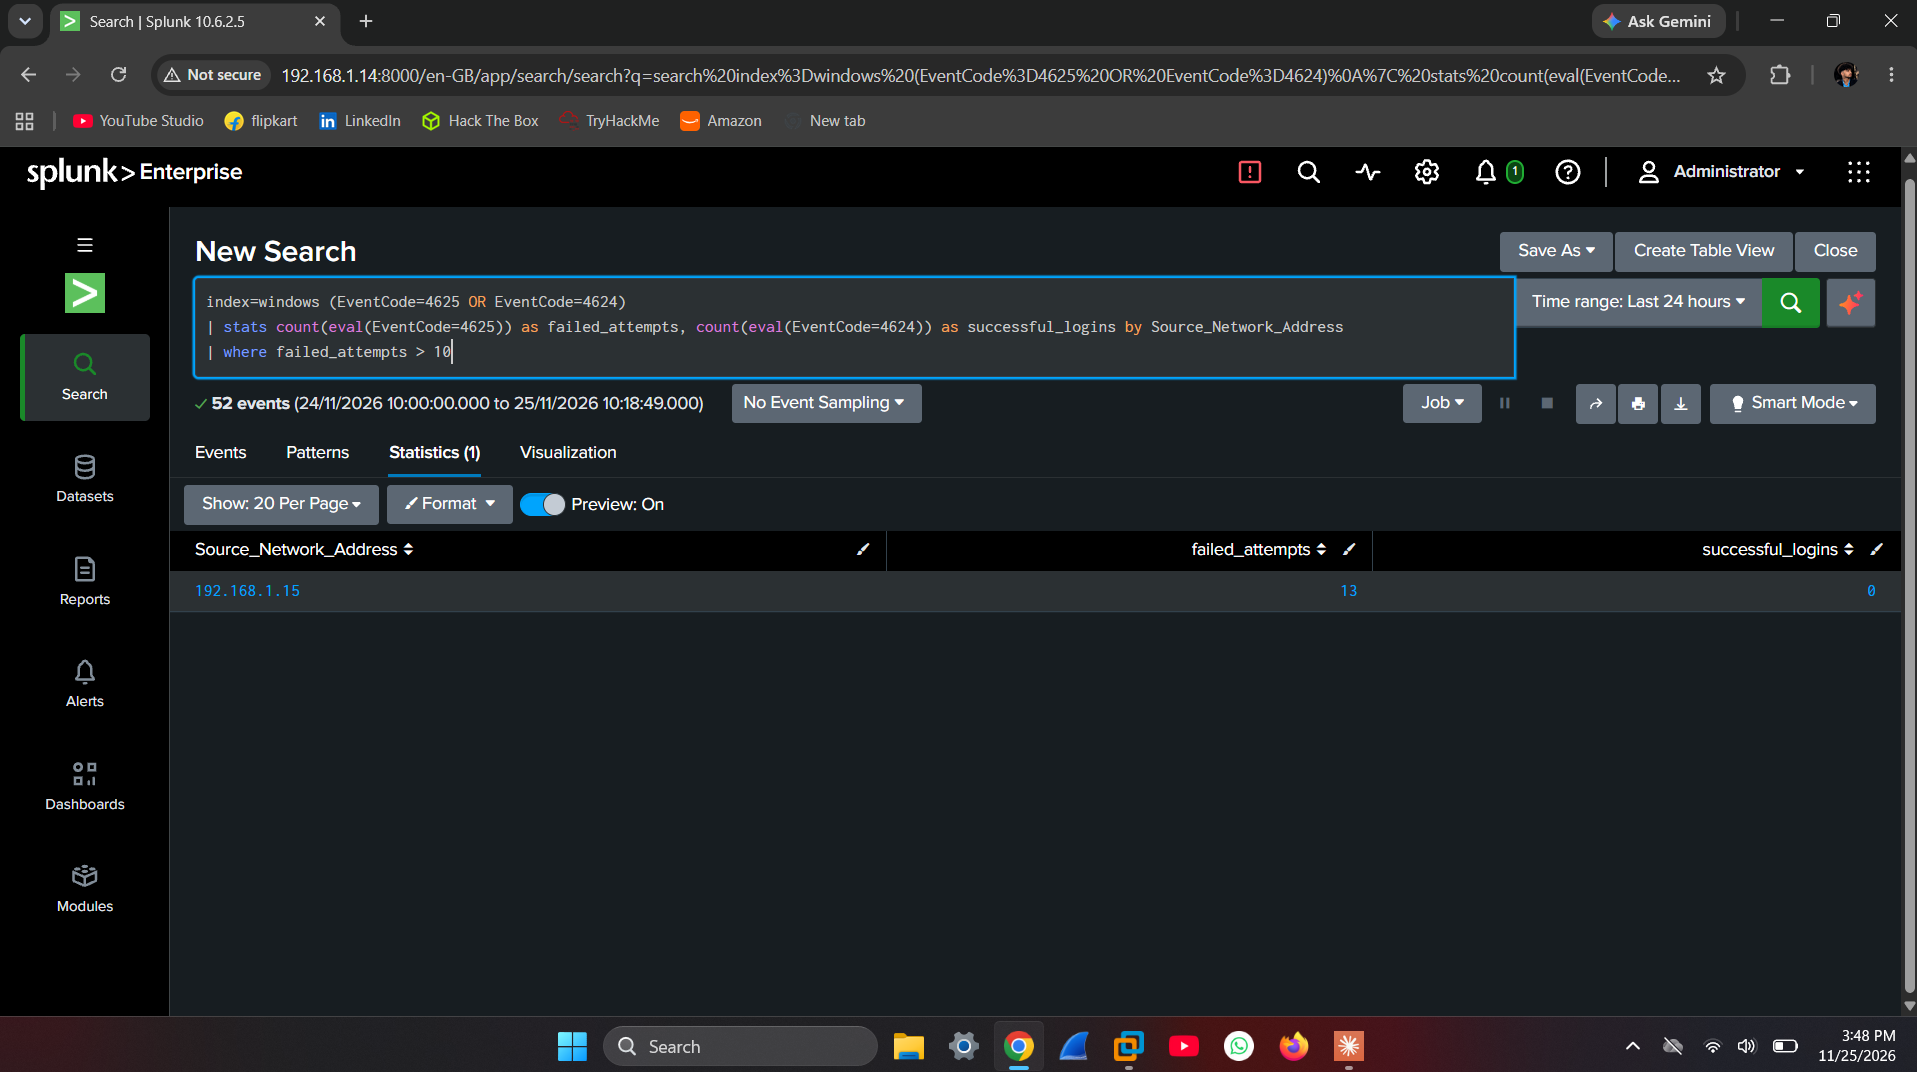 Search | Splunk 10.6.2.5
Ask Gemini
Not secure
192.168.1.14:8000/en-GB/app/search/search?q=search%20index%3Dwindows%20(EventCode%3D4625%20OR%20EventCode%3D4624)%0A%7C%20stats%20count(eval(EventCode...
YouTube Studio
flipkart
LinkedIn
Hack The Box
TryHackMe
Amazon
New tab
splunk> Enterprise
1
Administrator
New Search
Save As
Create Table View
Close
index=windows (EventCode=4625 OR EventCode=4624)
| stats count(eval(EventCode=4625)) as failed_attempts, count(eval(EventCode=4624)) as successful_logins by Source_Network_Address
| where failed_attempts > 10
Time range: Last 24 hours
52 events (24/11/2026 10:00:00.000 to 25/11/2026 10:18:49.000)
No Event Sampling
Job
Smart Mode
Events
Patterns
Statistics (1)
Visualization
Show: 20 Per Page
Format
Preview: On
Source_Network_Address
failed_attempts
successful_logins
192.168.1.15
13
0
Search
Datasets
Reports
Alerts
Dashboards
Modules
Search
3:48 PM
11/25/2026